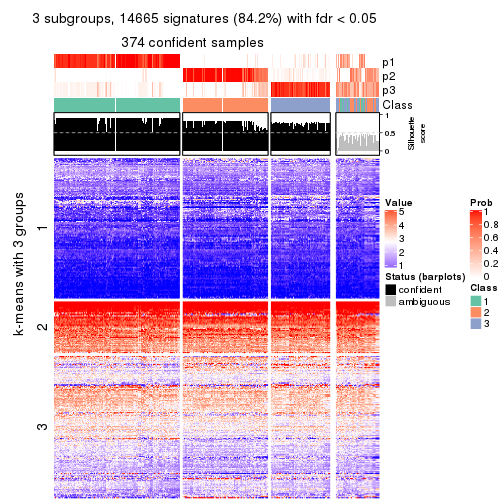 3 subgroups, 14665 signatures (84.2%) with fdr < 0.05
374 confident samples
p1
p2
p3
Class
1
0.5
0
Silhouette
score
k-means with 3 groups
1
2
3
Value
5
4
3
2
1
Status (barplots)
confident
ambiguous
Prob
1
0.8
0.6
0.4
0.2
0
Class
1
2
3